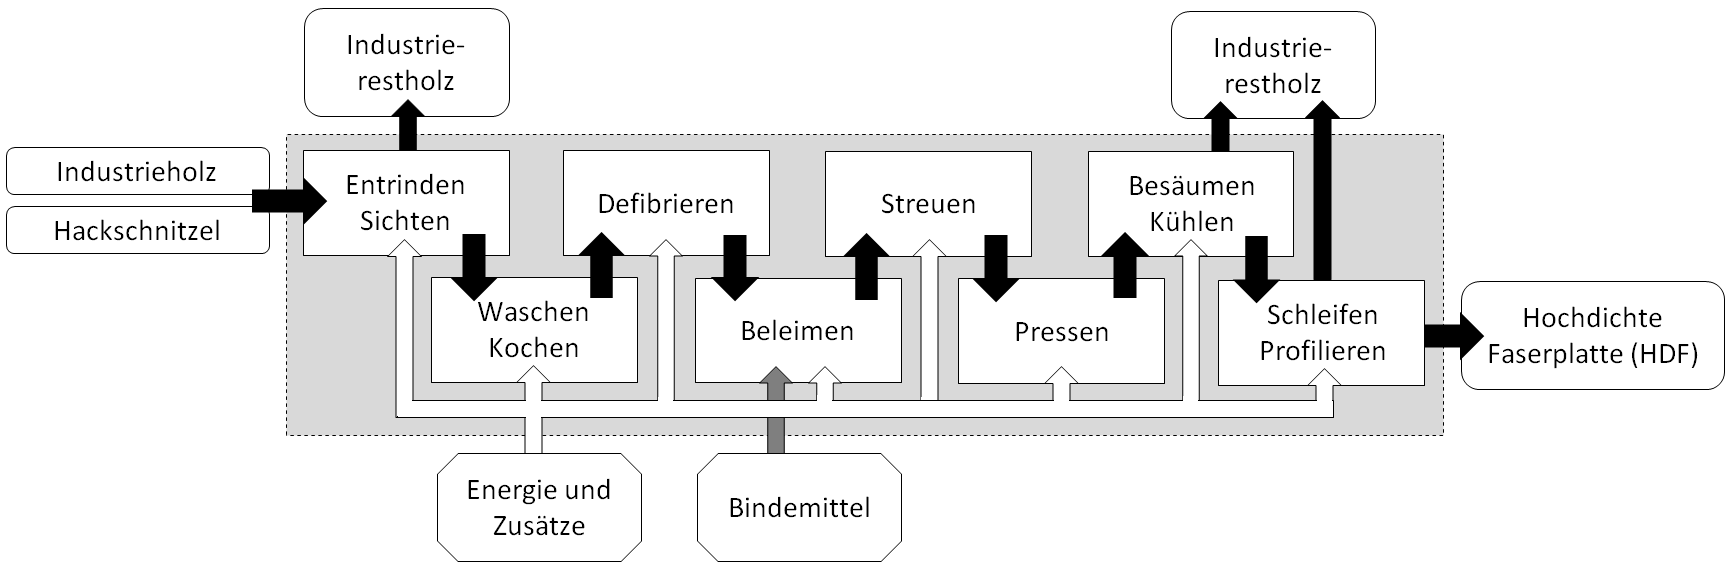 Industrie-
restholz
Industrie-
restholz
Industrieholz
Hackschnitzel
Entrinden
Sichten
Defibrieren
Streuen
Besäumen
Kühlen
Waschen
Kochen
Beleimen
Pressen
Schleifen
Profilieren
Hochdichte
Faserplatte (HDF)
Energie und
Zusätze
Bindemittel